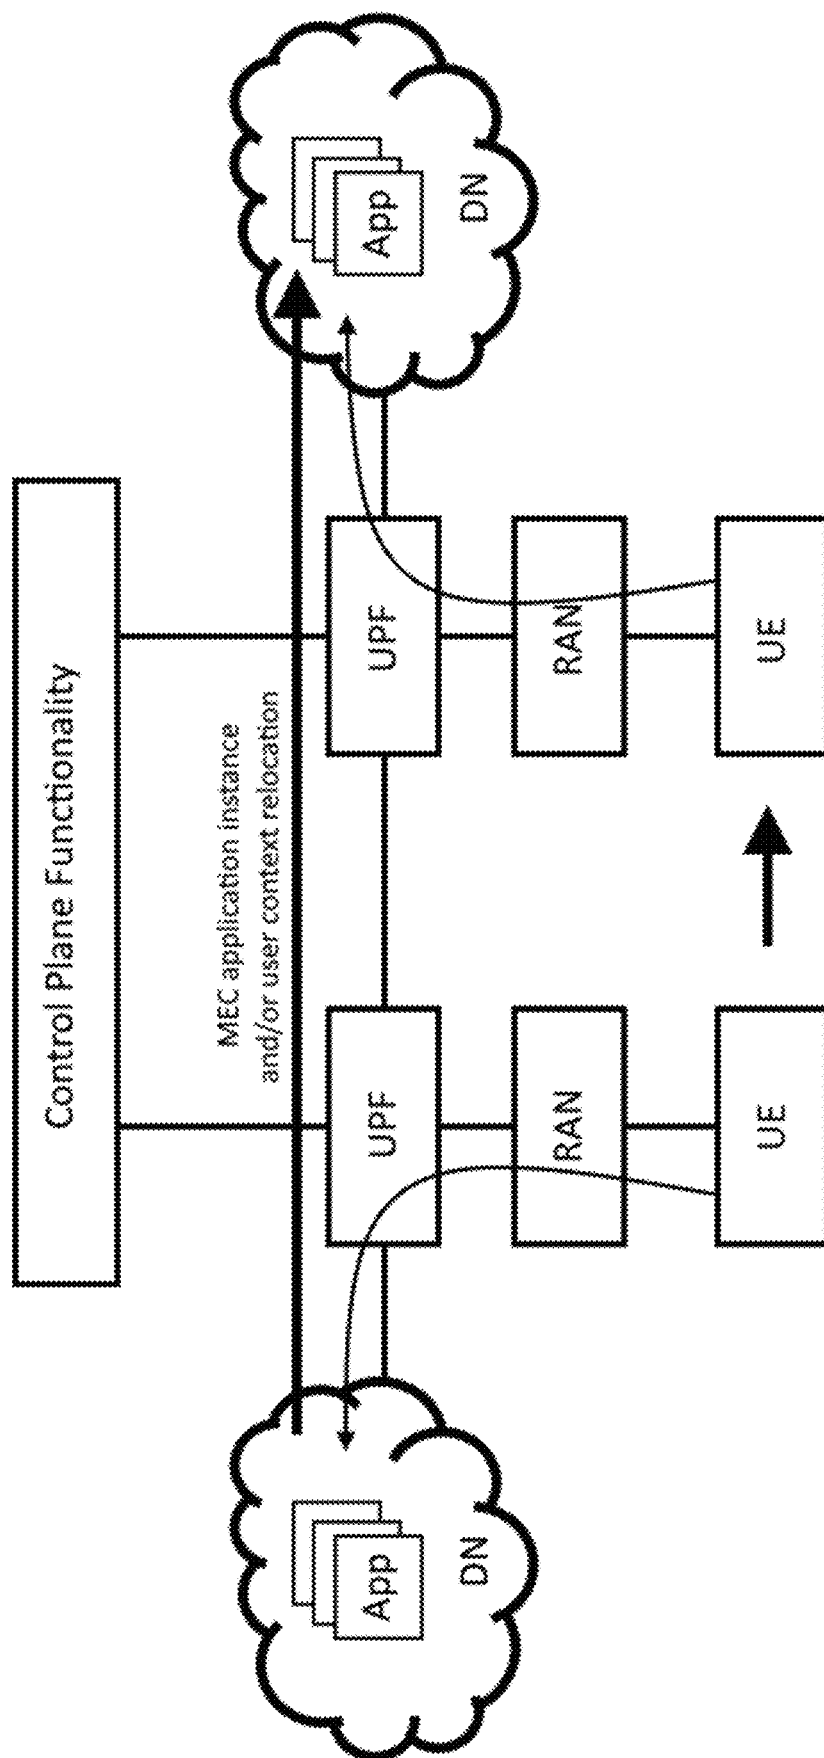 Control Plane Functionality
MEC application instance
and/or user context relocation
App
DN
UPF
UPF
App
DN
RAN
RAN
UE
UE